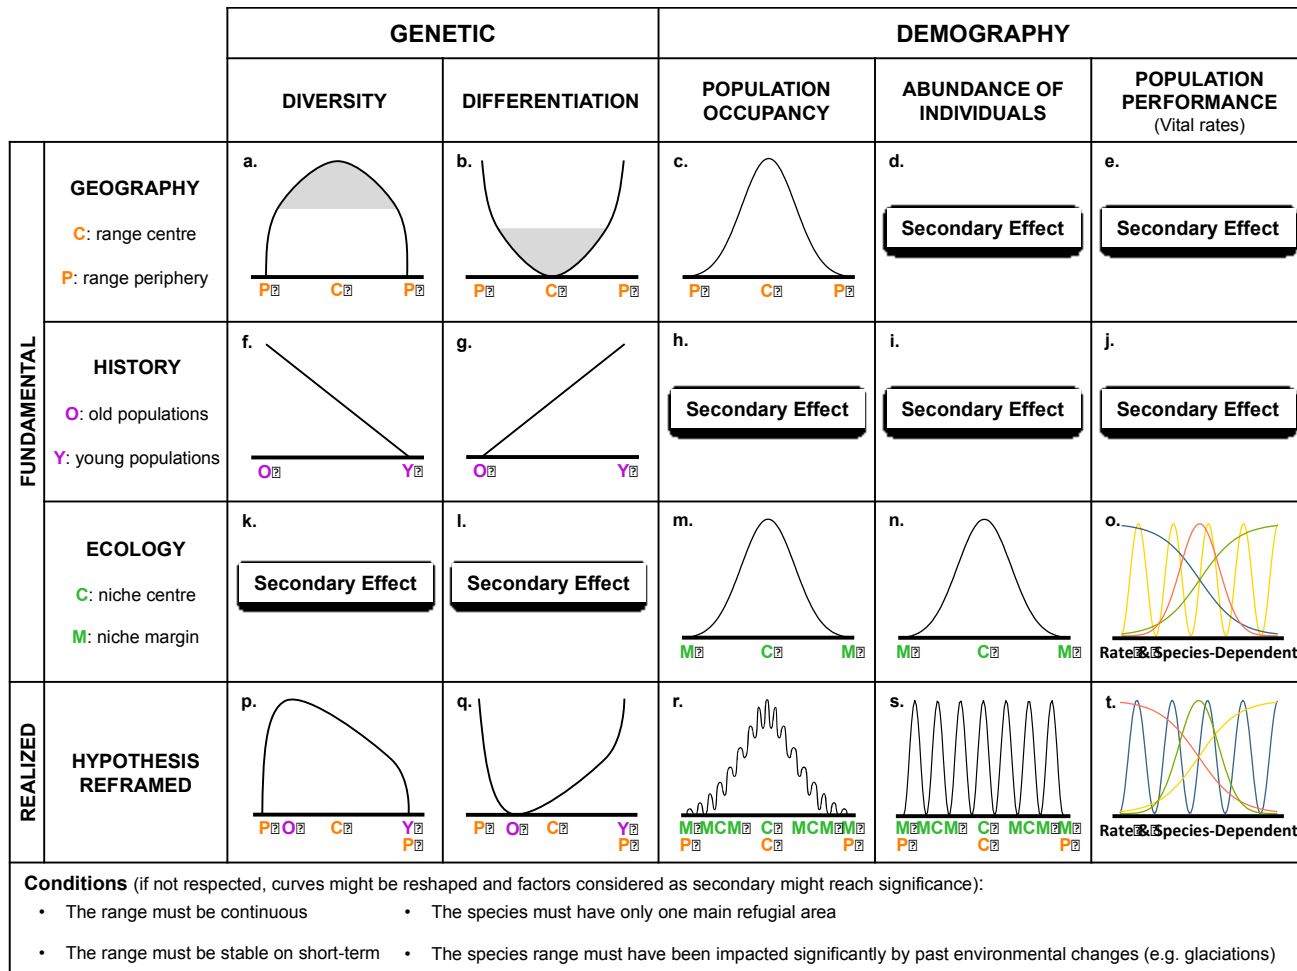 GENETIC
DEMOGRAPHY
DIVERSITY
DIFFERENTIATION
POPULATION
OCCUPANCY
ABUNDANCE OF
INDIVIDUALS
POPULATION
PERFORMANCE
(Vital rates)
FUNDAMENTAL
GEOGRAPHY
C: range centre
P: range periphery
a.
P C P
b.
P C P
c.
P C P
d.
Secondary Effect
e.
Secondary Effect
HISTORY
O: old populations
Y: young populations
f.
O Y
g.
O Y
h.
Secondary Effect
i.
Secondary Effect
j.
Secondary Effect
ECOLOGY
C: niche centre
M: niche margin
k.
Secondary Effect
l.
Secondary Effect
m.
M C M
n.
M C M
o.
Rate & Species-Dependent
REALIZED
HYPOTHESIS
REFRAMED
p.
P O C Y
P
q.
P O C Y
P
r.
M MCM C MCM M
P C P
s.
M MCM C MCM M
P C P
t.
Rate & Species-Dependent
Conditions (if not respected, curves might be reshaped and factors considered as secondary might reach significance):
• The range must be continuous
• The species must have only one main refugial area
• The range must be stable on short-term
• The species range must have been impacted significantly by past environmental changes (e.g. glaciations)